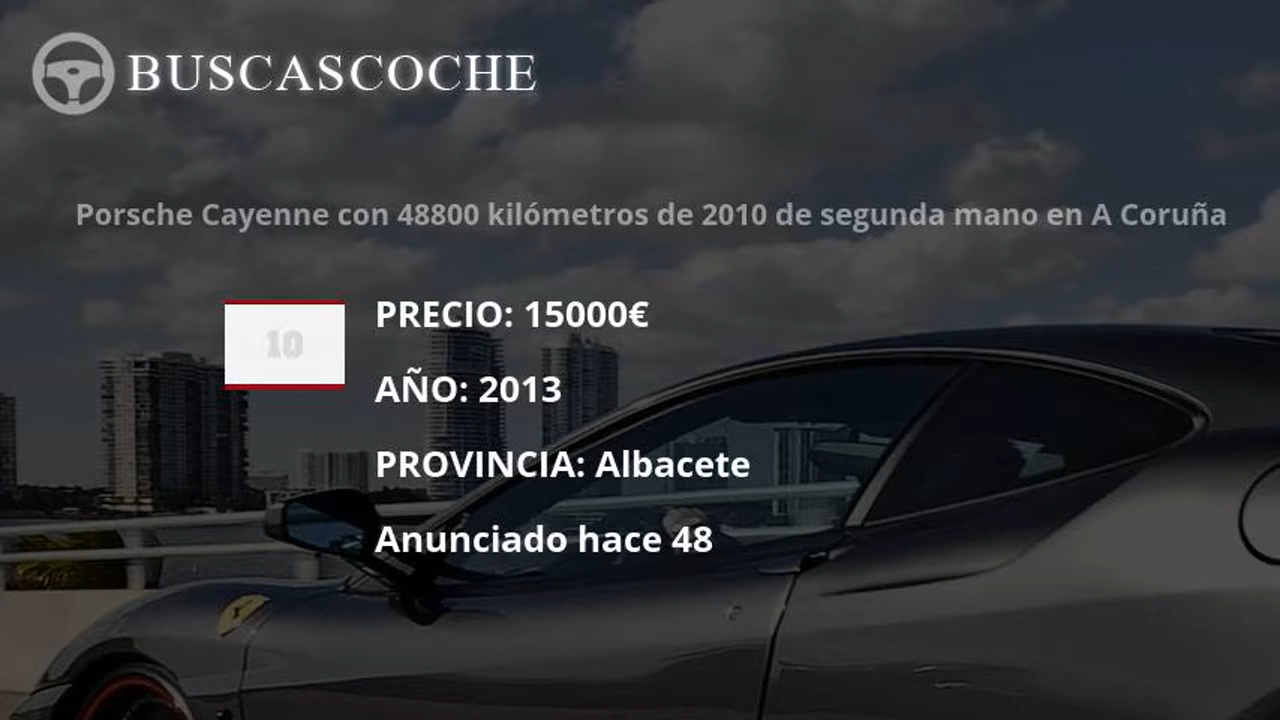 BUSCASCOCHE
Porsche Cayenne con 48800 kilómetros de 2010 de segunda mano en A Coruña
10
PRECIO: 15000€
AÑO: 2013
PROVINCIA: Albacete
Anunciado hace 48